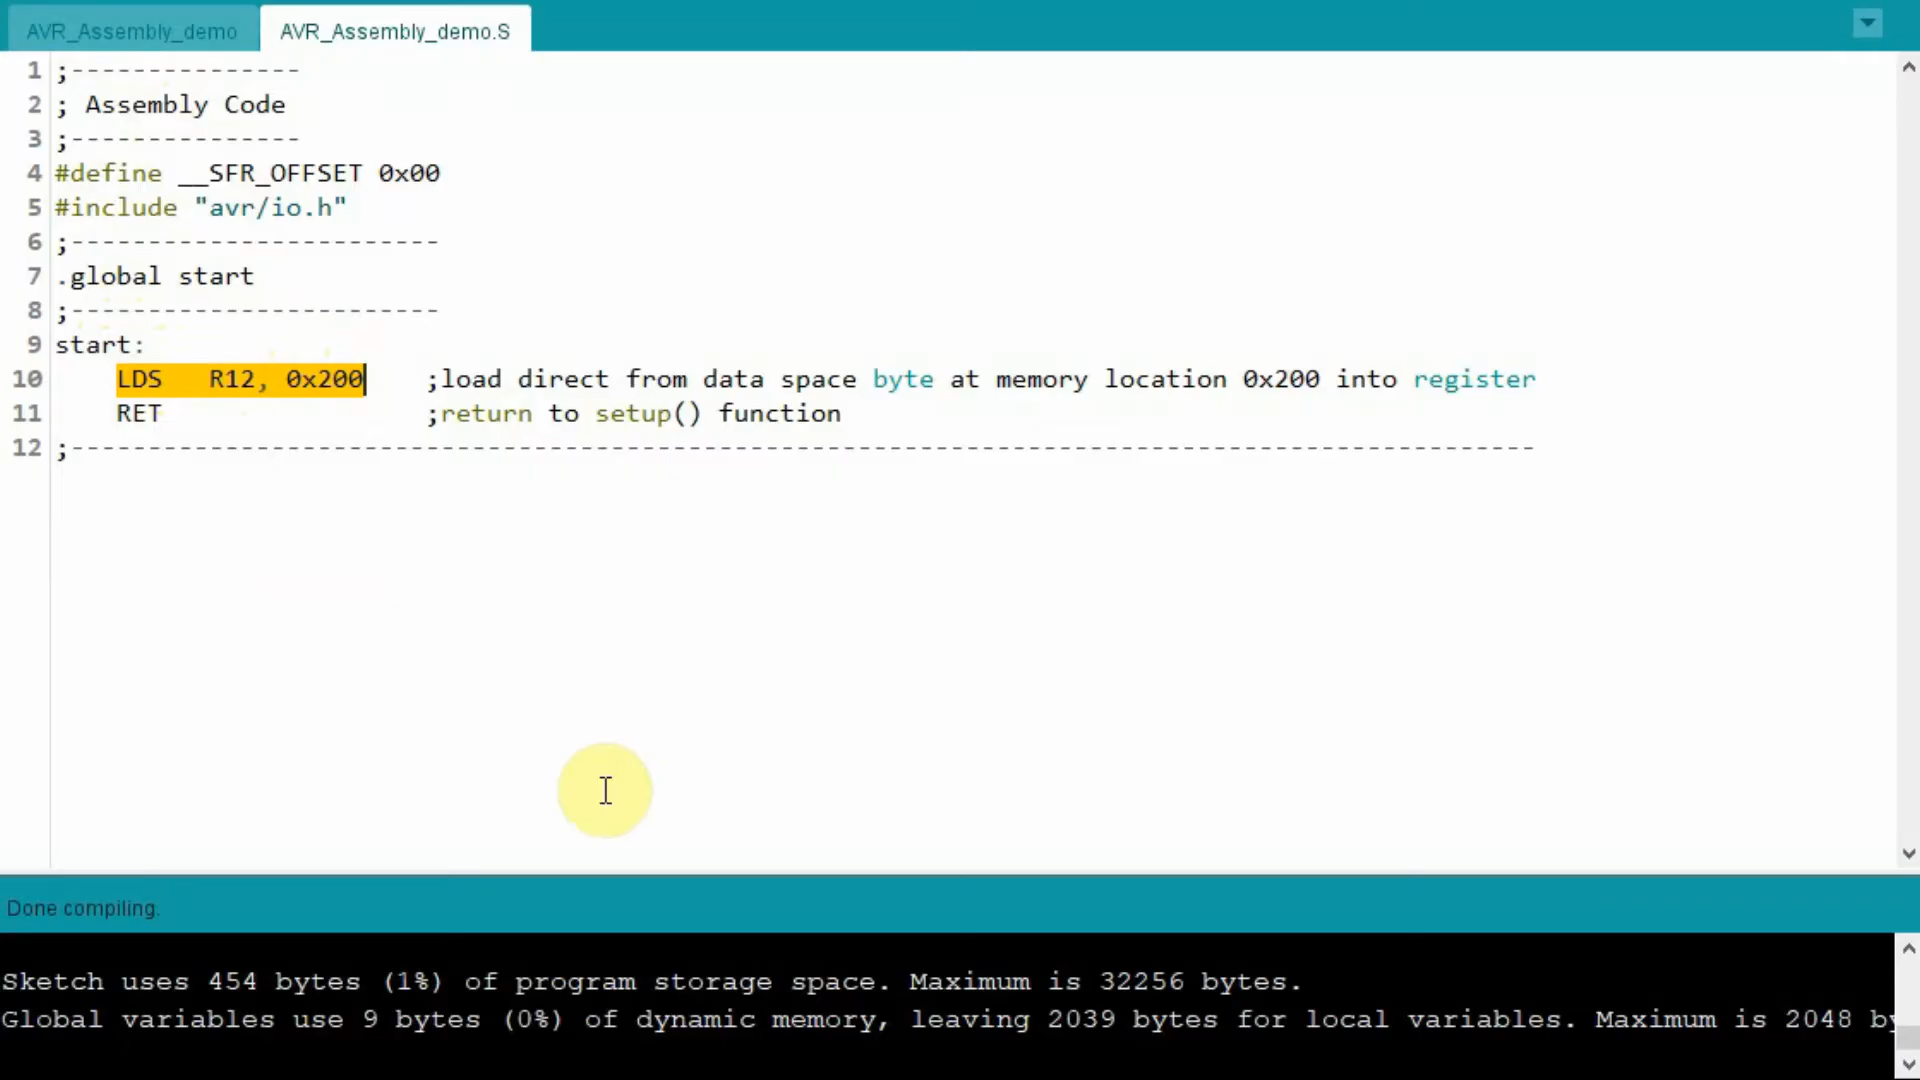 AVR_Assembly_demo AVR_Assembly_demo.S
1 ;---------------
2 ; Assembly Code
3 ;---------------
4 #define __SFR_OFFSET 0x00
5 #include "avr/io.h"
6 ;------------------------
7 .global start
8 ;------------------------
9 start:
10 LDS R12, 0x200 ;load direct from data space byte at memory location 0x200 into register
11 RET ;return to setup() function
12 ;-----------------------------------------------------------------------------------------------
Done compiling.
Sketch uses 454 bytes (1%) of program storage space. Maximum is 32256 bytes.
Global variables use 9 bytes (0%) of dynamic memory, leaving 2039 bytes for local variables. Maximum is 2048 by